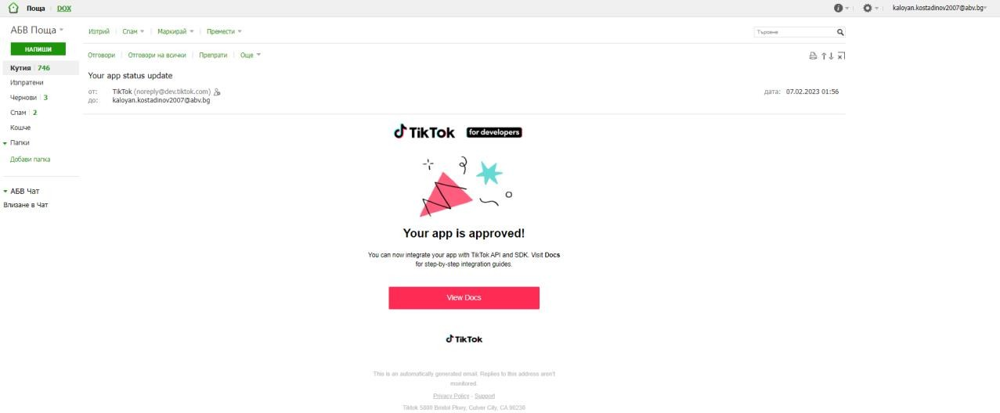 Поща DOX kaloyan.kostadinov2007@abv.bg
АБВ Поща
Изтрий Спам Маркирай Премести Търсене
НАПИШИ
Отговори Отговори на всички Препрати Още
Кутия 746
Your app status update
Изпратени
от: TikTok (noreply@dev.tiktok.com) дата: 07.02.2023 01:56
Чернови 3
до: kaloyan.kostadinov2007@abv.bg
Спам 2
Кошче
Папки
Добави папка
АБВ Чат
Влизане в Чат
TikTok for developers
Your app is approved!
You can now integrate your app with TikTok API and SDK. Visit Docs
for step-by-step integration guides.
View Docs
TikTok
This is an automatically generated email. Replies to this address aren't
monitored.
Privacy Policy - Support
Tiktok 5800 Bristol Pkwy, Culver City, CA 90230